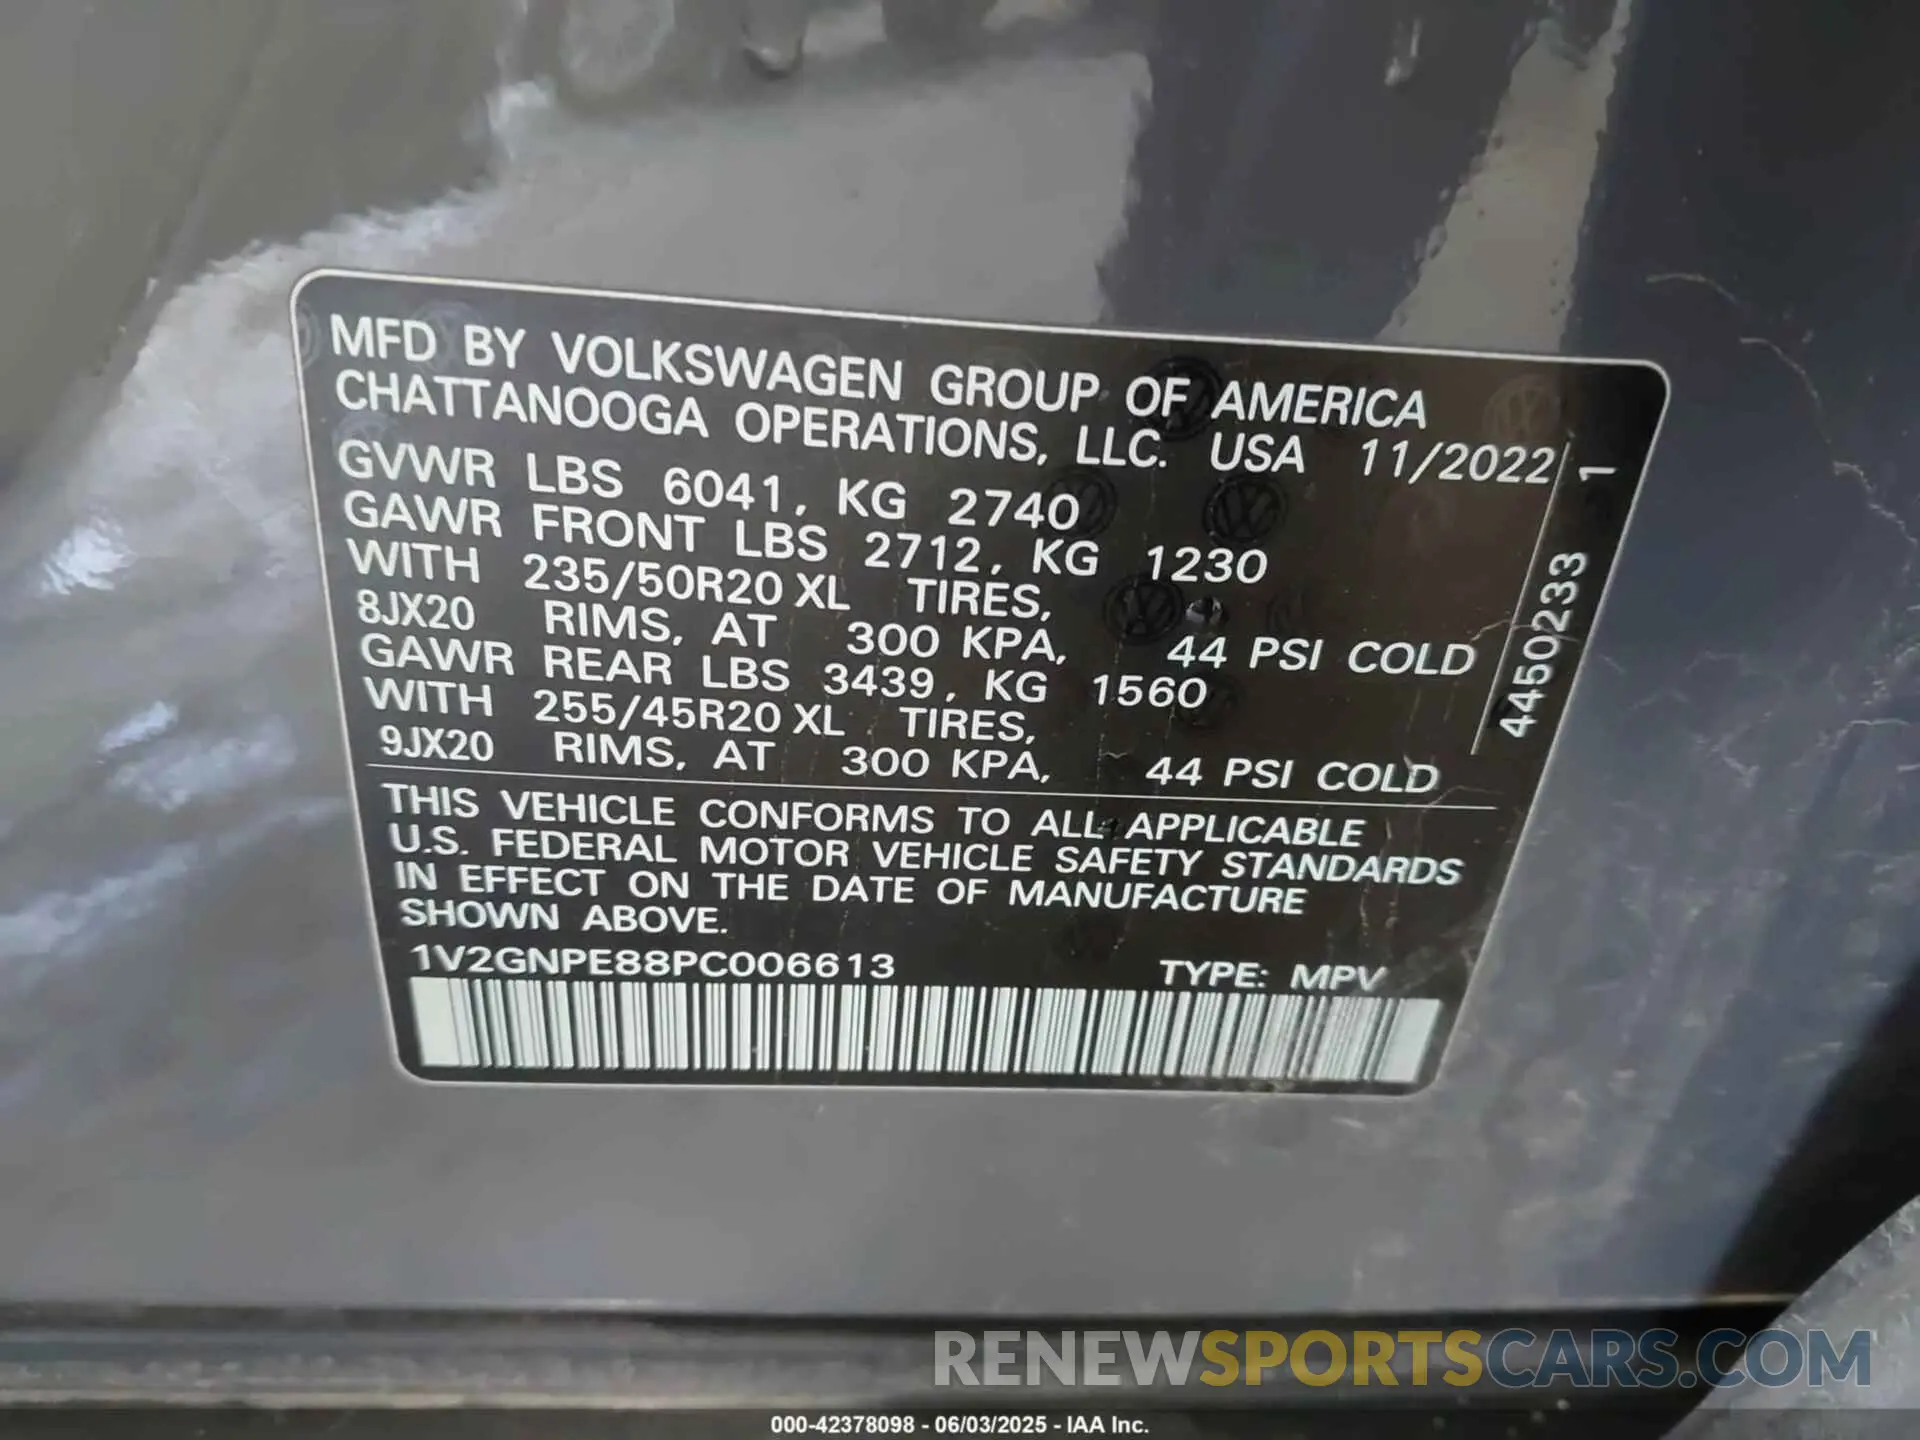 MFD BY VOLKSWAGEN GROUP OF AMERICA
CHATTANOOGA OPERATIONS, LLC. USA 11/2022
GVWR LBS 6041, KG 2740
GAWR FRONT LBS 2712, KG 1230
WITH 235/50R20 XL TIRES,
8JX20 RIMS, AT 300 KPA, 44 PSI COLD
GAWR REAR LBS 3439, KG 1560
WITH 255/45R20 XL TIRES,
9JX20 RIMS, AT 300 KPA, 44 PSI COLD
4450233 1
THIS VEHICLE CONFORMS TO ALL APPLICABLE
U.S. FEDERAL MOTOR VEHICLE SAFETY STANDARDS
IN EFFECT ON THE DATE OF MANUFACTURE
SHOWN ABOVE.
1V2GNPE88PC006613 TYPE: MPV
RENEWSPORTSCARS.COM
000-42378098 - 06/03/2025 - IAA Inc.